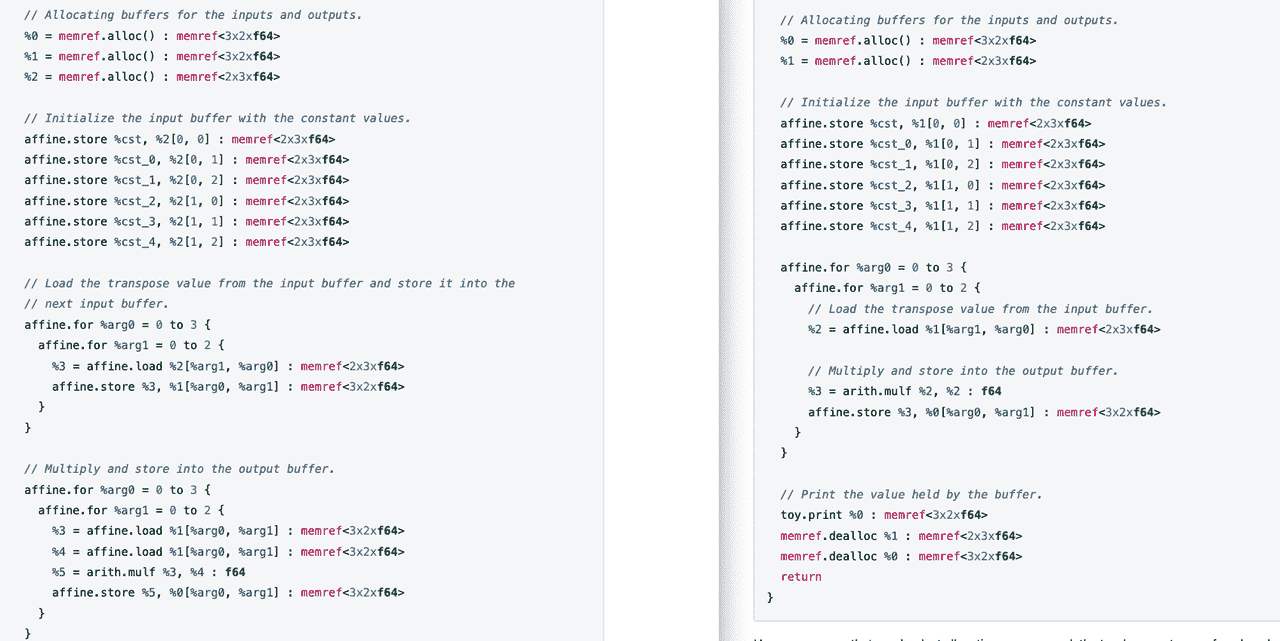 // Allocating buffers for the inputs and outputs.
%0 = memref.alloc() : memref<3x2xf64>
%1 = memref.alloc() : memref<3x2xf64>
%2 = memref.alloc() : memref<2x3xf64>
// Initialize the input buffer with the constant values.
affine.store %cst, %2[0, 0] : memref<2x3xf64>
affine.store %cst_0, %2[0, 1] : memref<2x3xf64>
affine.store %cst_1, %2[0, 2] : memref<2x3xf64>
affine.store %cst_2, %2[1, 0] : memref<2x3xf64>
affine.store %cst_3, %2[1, 1] : memref<2x3xf64>
affine.store %cst_4, %2[1, 2] : memref<2x3xf64>
// Load the transpose value from the input buffer and store it into the
// next input buffer.
affine.for %arg0 = 0 to 3 {
affine.for %arg1 = 0 to 2 {
%3 = affine.load %2[%arg1, %arg0] : memref<2x3xf64>
affine.store %3, %1[%arg0, %arg1] : memref<3x2xf64>
}
}
// Multiply and store into the output buffer.
affine.for %arg0 = 0 to 3 {
affine.for %arg1 = 0 to 2 {
%3 = affine.load %1[%arg0, %arg1] : memref<3x2xf64>
%4 = affine.load %1[%arg0, %arg1] : memref<3x2xf64>
%5 = arith.mulf %3, %4 : f64
affine.store %5, %0[%arg0, %arg1] : memref<3x2xf64>
}
}
// Allocating buffers for the inputs and outputs.
%0 = memref.alloc() : memref<3x2xf64>
%1 = memref.alloc() : memref<2x3xf64>
// Initialize the input buffer with the constant values.
affine.store %cst, %1[0, 0] : memref<2x3xf64>
affine.store %cst_0, %1[0, 1] : memref<2x3xf64>
affine.store %cst_1, %1[0, 2] : memref<2x3xf64>
affine.store %cst_2, %1[1, 0] : memref<2x3xf64>
affine.store %cst_3, %1[1, 1] : memref<2x3xf64>
affine.store %cst_4, %1[1, 2] : memref<2x3xf64>
affine.for %arg0 = 0 to 3 {
affine.for %arg1 = 0 to 2 {
// Load the transpose value from the input buffer.
%2 = affine.load %1[%arg1, %arg0] : memref<2x3xf64>
// Multiply and store into the output buffer.
%3 = arith.mulf %2, %2 : f64
affine.store %3, %0[%arg0, %arg1] : memref<3x2xf64>
}
}
// Print the value held by the buffer.
toy.print %0 : memref<3x2xf64>
memref.dealloc %1 : memref<2x3xf64>
memref.dealloc %0 : memref<3x2xf64>
return
}